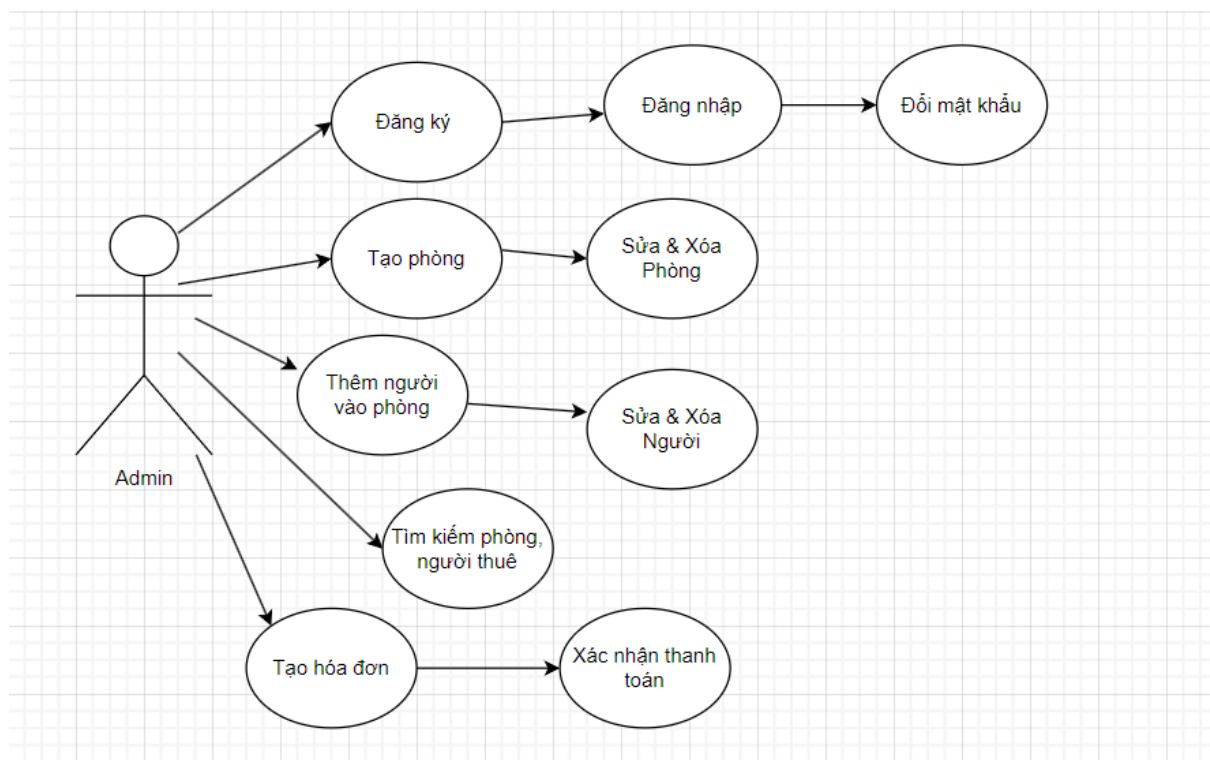 Đăng ký
Đăng nhập
Đổi mật khẩu
Tạo phòng
Sửa & Xóa
Phòng
Thêm người
vào phòng
Sửa & Xóa
Người
Admin
Tìm kiếm phòng,
người thuê
Tạo hóa đơn
Xác nhận thanh
toán